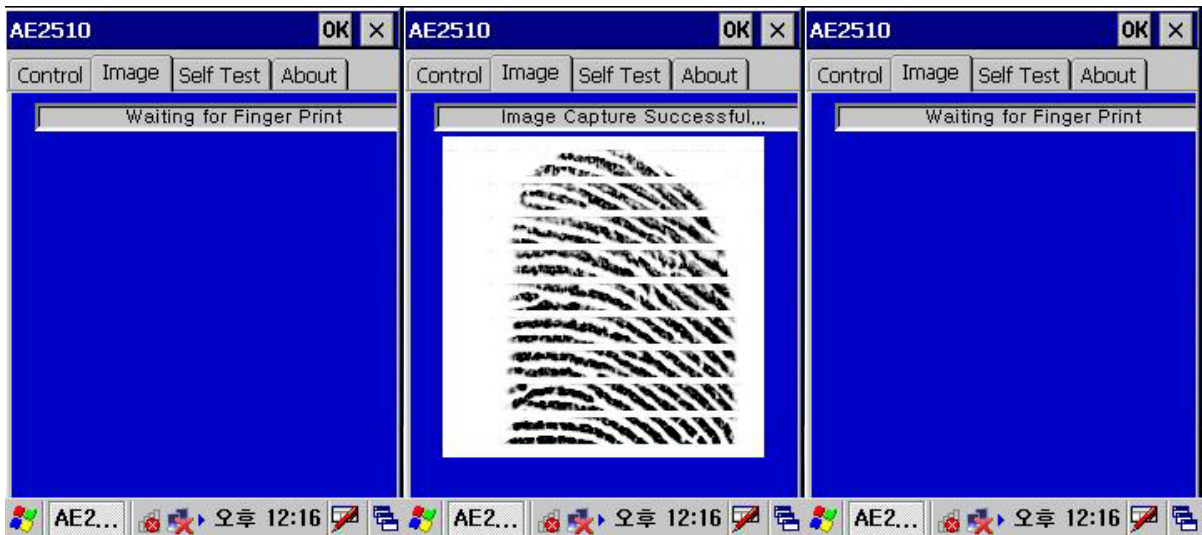 AE2510 OK ×
Control Image Self Test About
Waiting for Finger Print
AE2... 오후 12:16
AE2510 OK ×
Control Image Self Test About
Image Capture Successful...
AE2... 오후 12:16
AE2510 OK ×
Control Image Self Test About
Waiting for Finger Print
AE2... 오후 12:16